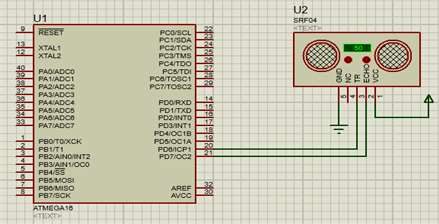 U1
9 RESET
13 XTAL1
12 XTAL2
40 PA0/ADC0
39 PA1/ADC1
38 PA2/ADC2
37 PA3/ADC3
36 PA4/ADC4
35 PA5/ADC5
34 PA6/ADC6
33 PA7/ADC7
1 PB0/T0/XCK
2 PB1/T1
3 PB2/AIN0/INT2
4 PB3/AIN1/OC0
5 PB4/SS
6 PB5/MOSI
7 PB6/MISO
8 PB7/SCK
PC0/SCL 22
PC1/SDA 23
PC2/TCK 24
PC3/TMS 25
PC4/TDO 26
PC5/TDI 27
PC6/TOSC1 28
PC7/TOSC2 29
PD0/RXD 14
PD1/TXD 15
PD2/INT0 16
PD3/INT1 17
PD4/OC1B 18
PD5/OC1A 19
PD6/ICP1 20
PD7/OC2 21
AREF 32
AVCC 30
ATMEGA16
<TEXT>
U2
SRF04
<TEXT>
50
GND
NC
TR
ECHO
VCC
5
4
3
2
1